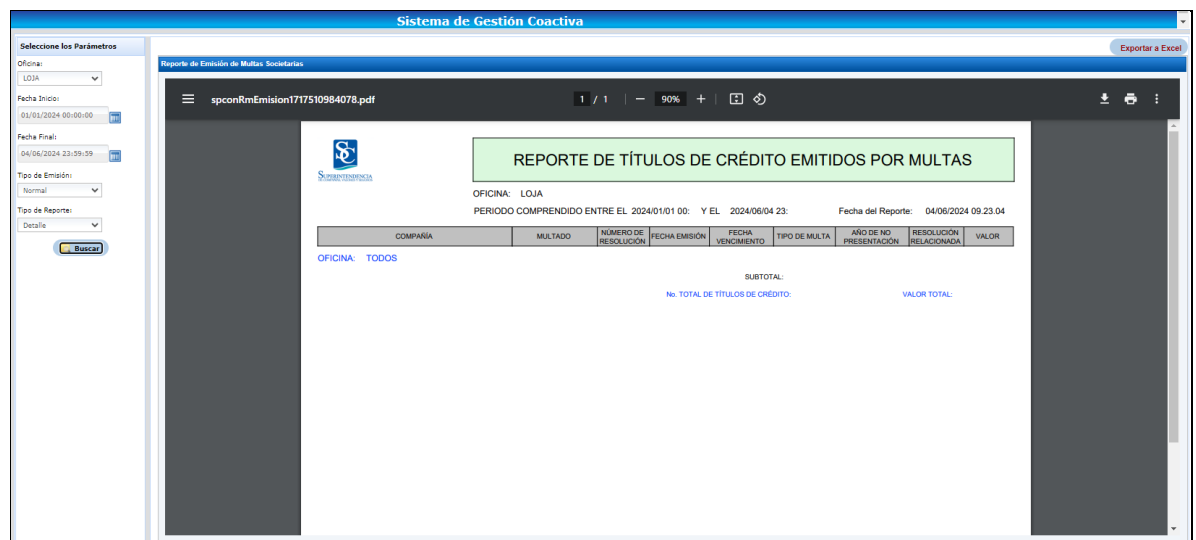 Sistema de Gestión Coactiva
Seleccione los Parámetros
Oficina:
LOJA
Fecha Inicio:
01/01/2024 00:00:00
Fecha Final:
04/06/2024 23:59:59
Tipo de Emisión:
Normal
Tipo de Reporte:
Detalle
Buscar
Exportar a Excel
Reporte de Emisión de Multas Societarias
spconRmEmision1717510984078.pdf
1 / 1
90%
SC
SUPERINTENDENCIA
REPORTE DE TÍTULOS DE CRÉDITO EMITIDOS POR MULTAS
OFICINA: LOJA
PERIODO COMPRENDIDO ENTRE EL 2024/01/01 00: Y EL 2024/06/04 23: Fecha del Reporte: 04/06/2024 09.23.04
COMPAÑÍA MULTADO NÚMERO DE RESOLUCIÓN FECHA EMISIÓN FECHA VENCIMIENTO TIPO DE MULTA AÑO DE NO PRESENTACIÓN RESOLUCIÓN RELACIONADA VALOR
OFICINA: TODOS
SUBTOTAL:
No. TOTAL DE TÍTULOS DE CRÉDITO: VALOR TOTAL: